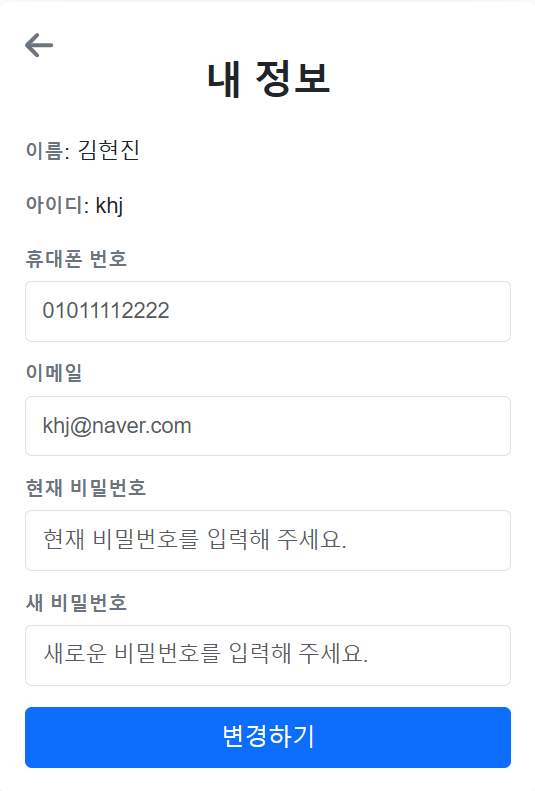 내 정보
이름: 김현진
아이디: khj
휴대폰 번호
01011112222
이메일
khj@naver.com
현재 비밀번호
현재 비밀번호를 입력해 주세요.
새 비밀번호
새로운 비밀번호를 입력해 주세요.
변경하기